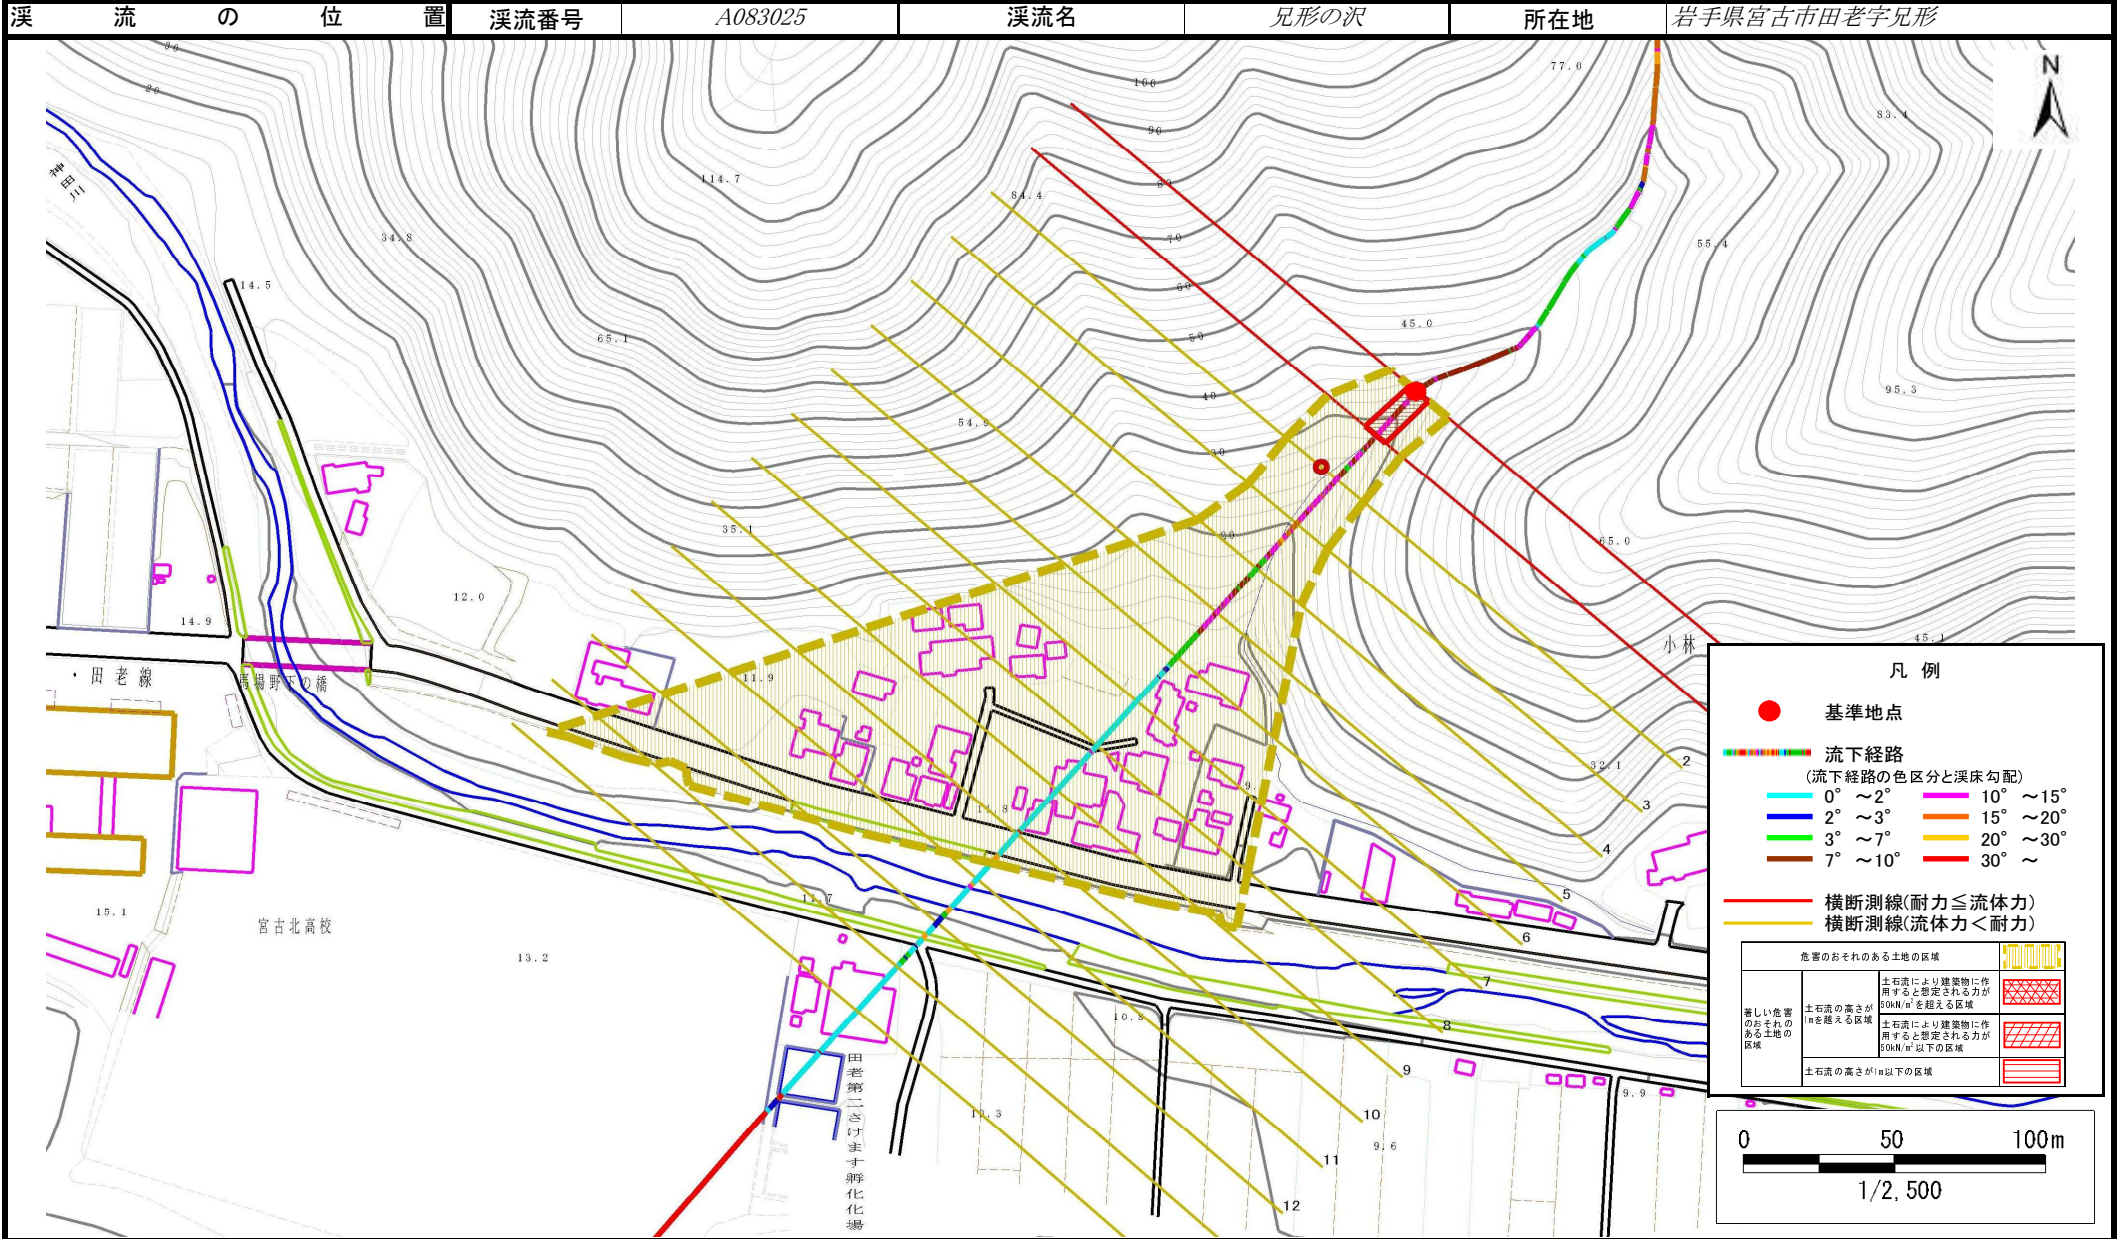 渓流の位置 渓流番号 A083025 渓流名 兄形の沢 所在地 岩手県宮古市田老字兄形
N
80
20
100
90
80
70
60
50
40
30
20
77.0
83.4
114.7
84.4
34.8
55.4
14.5
65.1
45.0
95.3
54.9
35.1
65.0
12.0
14.9
45.1
11.9
32.1
11.8
9.
11.7
15.1
13.2
10.8
12.3
9.6
9.9
神田川
・田老線
馬場野下の橋
小林
宮古北高校
田老第二さけます孵化化場
2
3
4
5
6
7
8
9
10
11
12
凡 例
基準地点
流下経路
(流下経路の色区分と渓床勾配)
0° ～2° 10° ～15°
2° ～3° 15° ～20°
3° ～7° 20° ～30°
7° ～10° 30° ～
横断測線(耐力≦流体力)
横断測線(流体力＜耐力)
危害のおそれのある土地の区域
著しい危害
のおそれの
ある土地の
区域
土石流の高さが
1mを越える区域
土石流により建築物に作
用すると想定される力が
50kN/㎡を超える区域
土石流により建築物に作
用すると想定される力が
50kN/㎡以下の区域
土石流の高さが1m以下の区域
0 50 100m
1/2,500